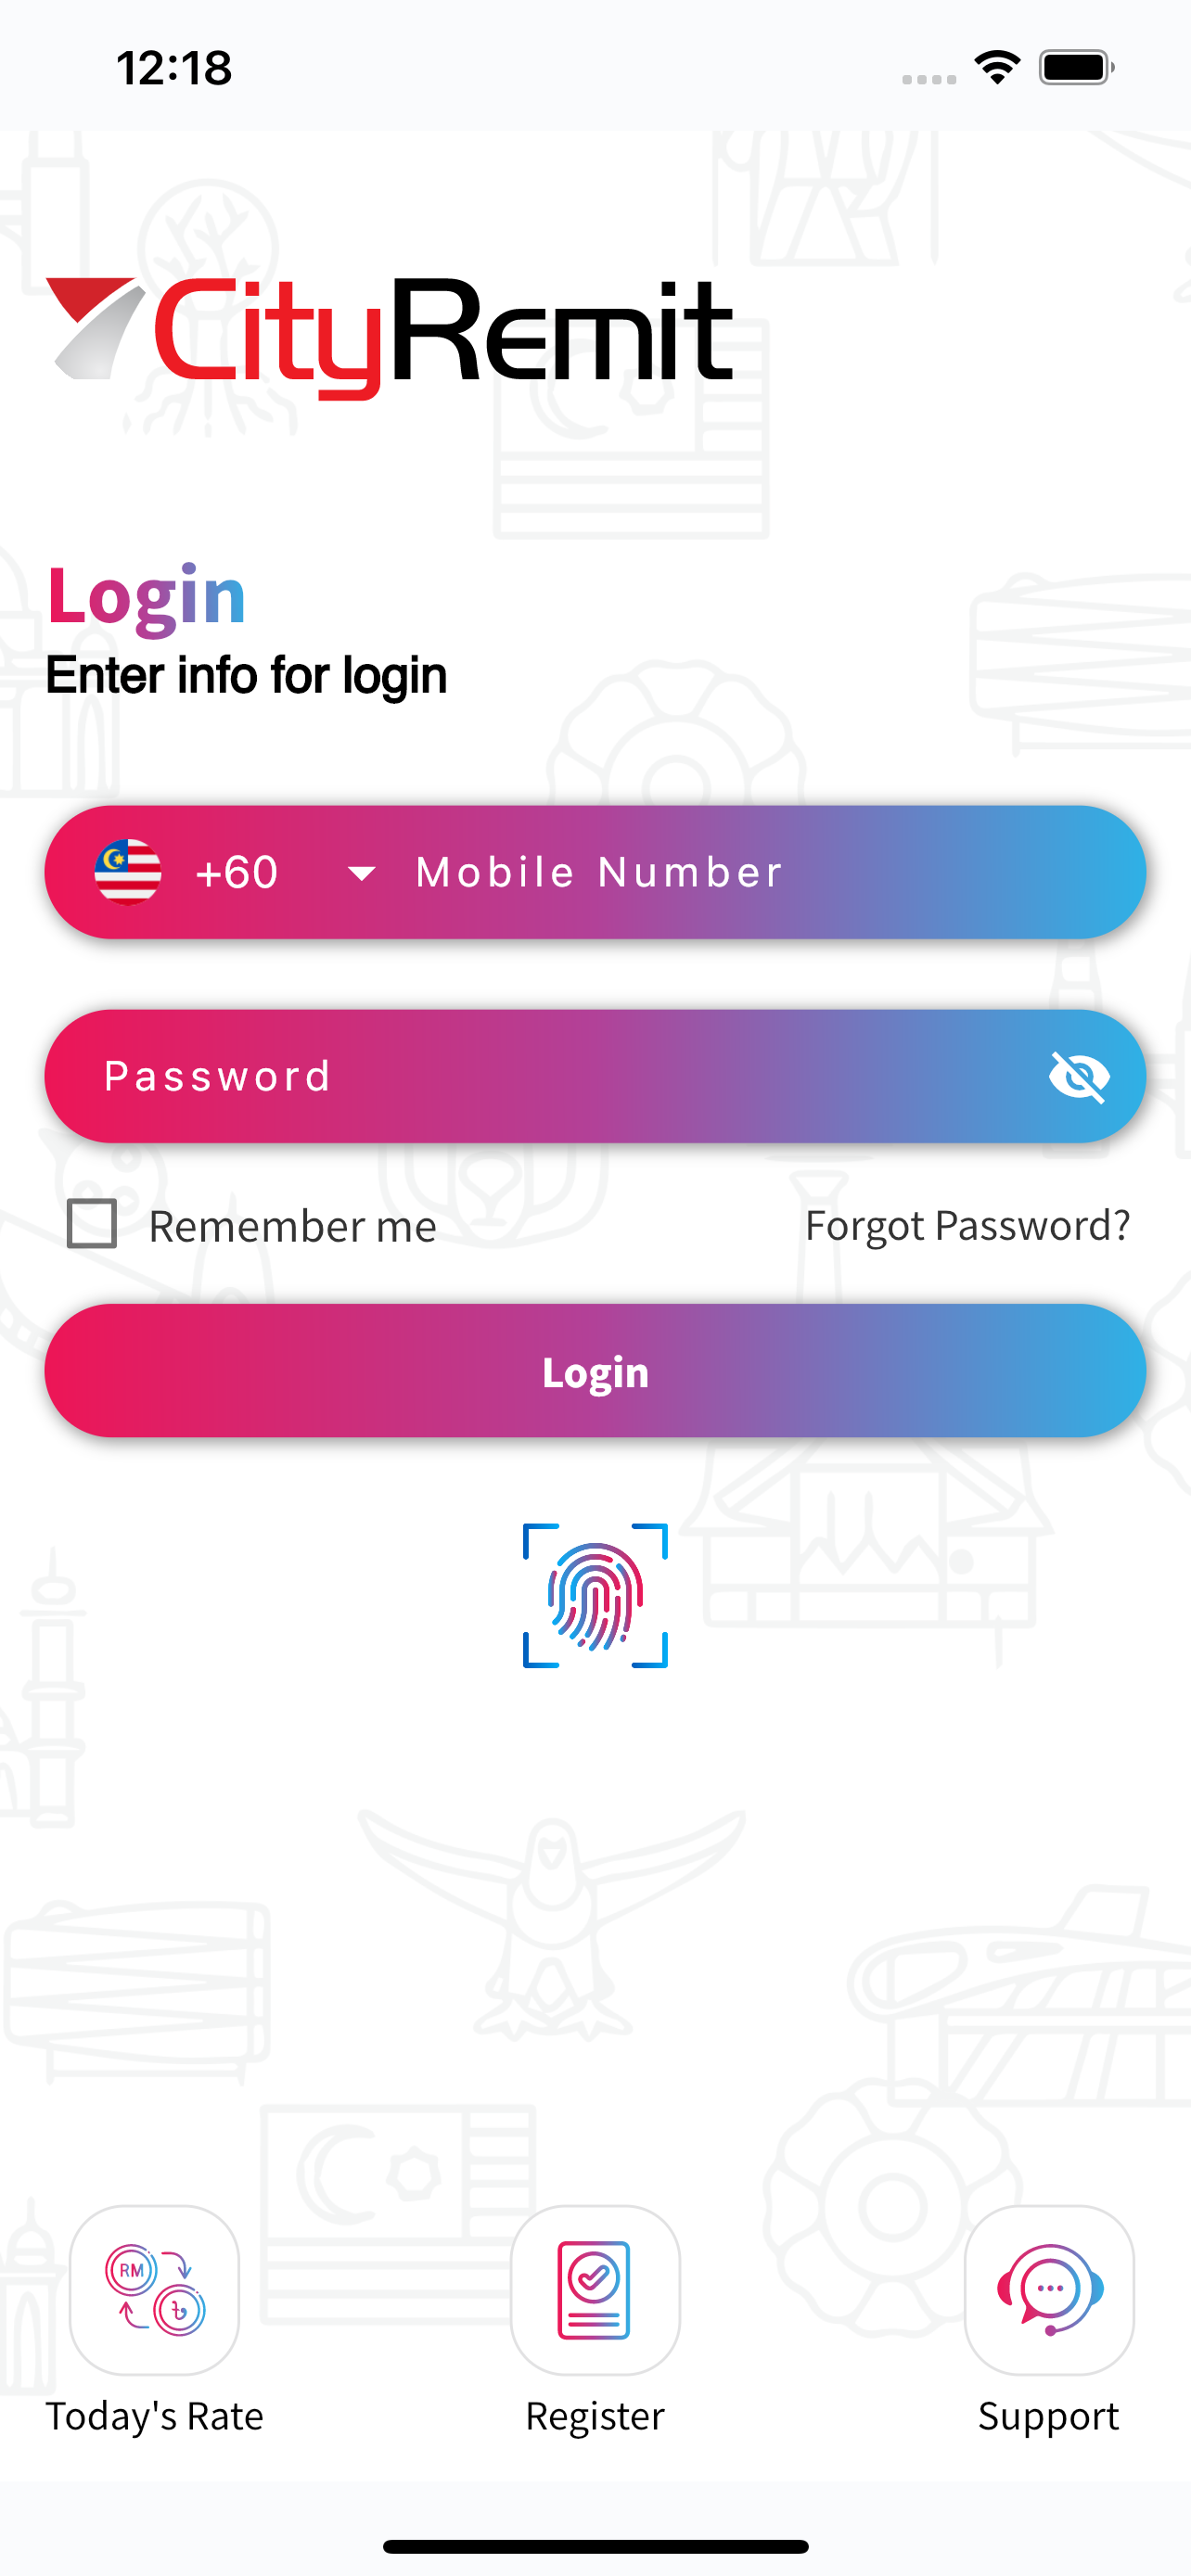 12:18
CityRemit
Login
Enter info for login
+60 Mobile Number
Password
Remember me Forgot Password?
Login
RM ৳
Today's Rate Register Support